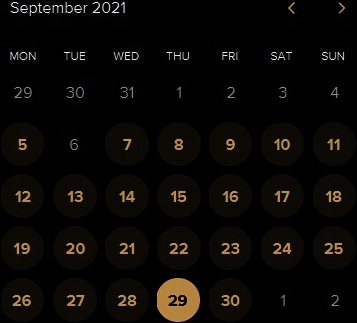 September 2021
MON TUE WED THU FRI SAT SUN
29 30 31 1 2 3 4
5 6 7 8 9 10 11
12 13 14 15 16 17 18
19 20 21 22 23 24 25
26 27 28 29 30 1 2